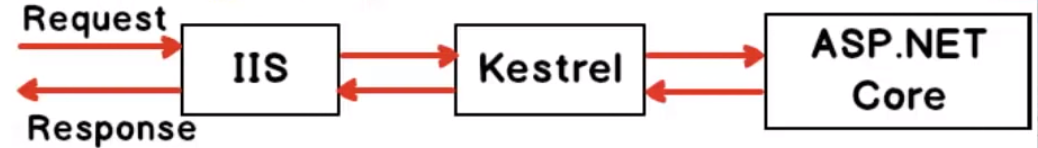 Request
IIS
Kestrel
ASP.NET
Core
Response